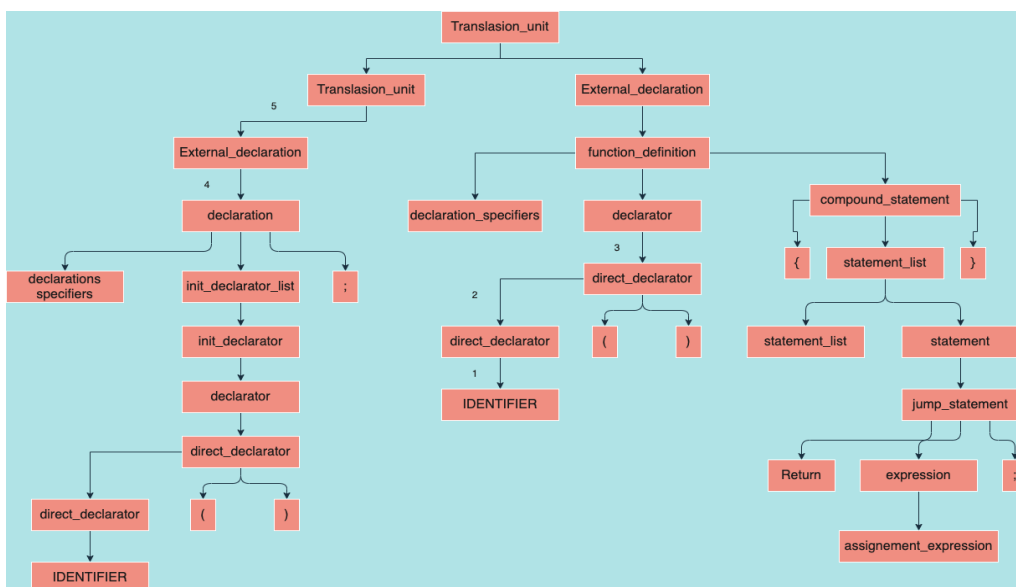 Translasion_unit
Translasion_unit
External_declaration
5
External_declaration
function_definition
4
declaration
declaration_specifiers
declarator
compound_statement
3
declarations
specifiers
init_declarator_list
;
direct_declarator
{
statement_list
}
2
init_declarator
direct_declarator
(
)
statement_list
statement
1
declarator
IDENTIFIER
jump_statement
direct_declarator
Return
expression
;
direct_declarator
(
)
assignement_expression
IDENTIFIER